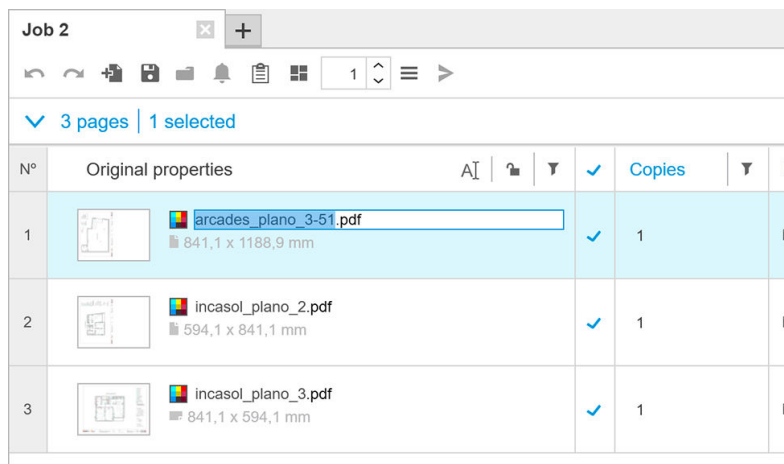 Job 2
1
3 pages 1 selected
Nº Original properties Copies
1 arcades_plano_3-51.pdf 1
841,1 x 1188,9 mm
2 incasol_plano_2.pdf 1
594,1 x 841,1 mm
3 incasol_plano_3.pdf 1
841,1 x 594,1 mm